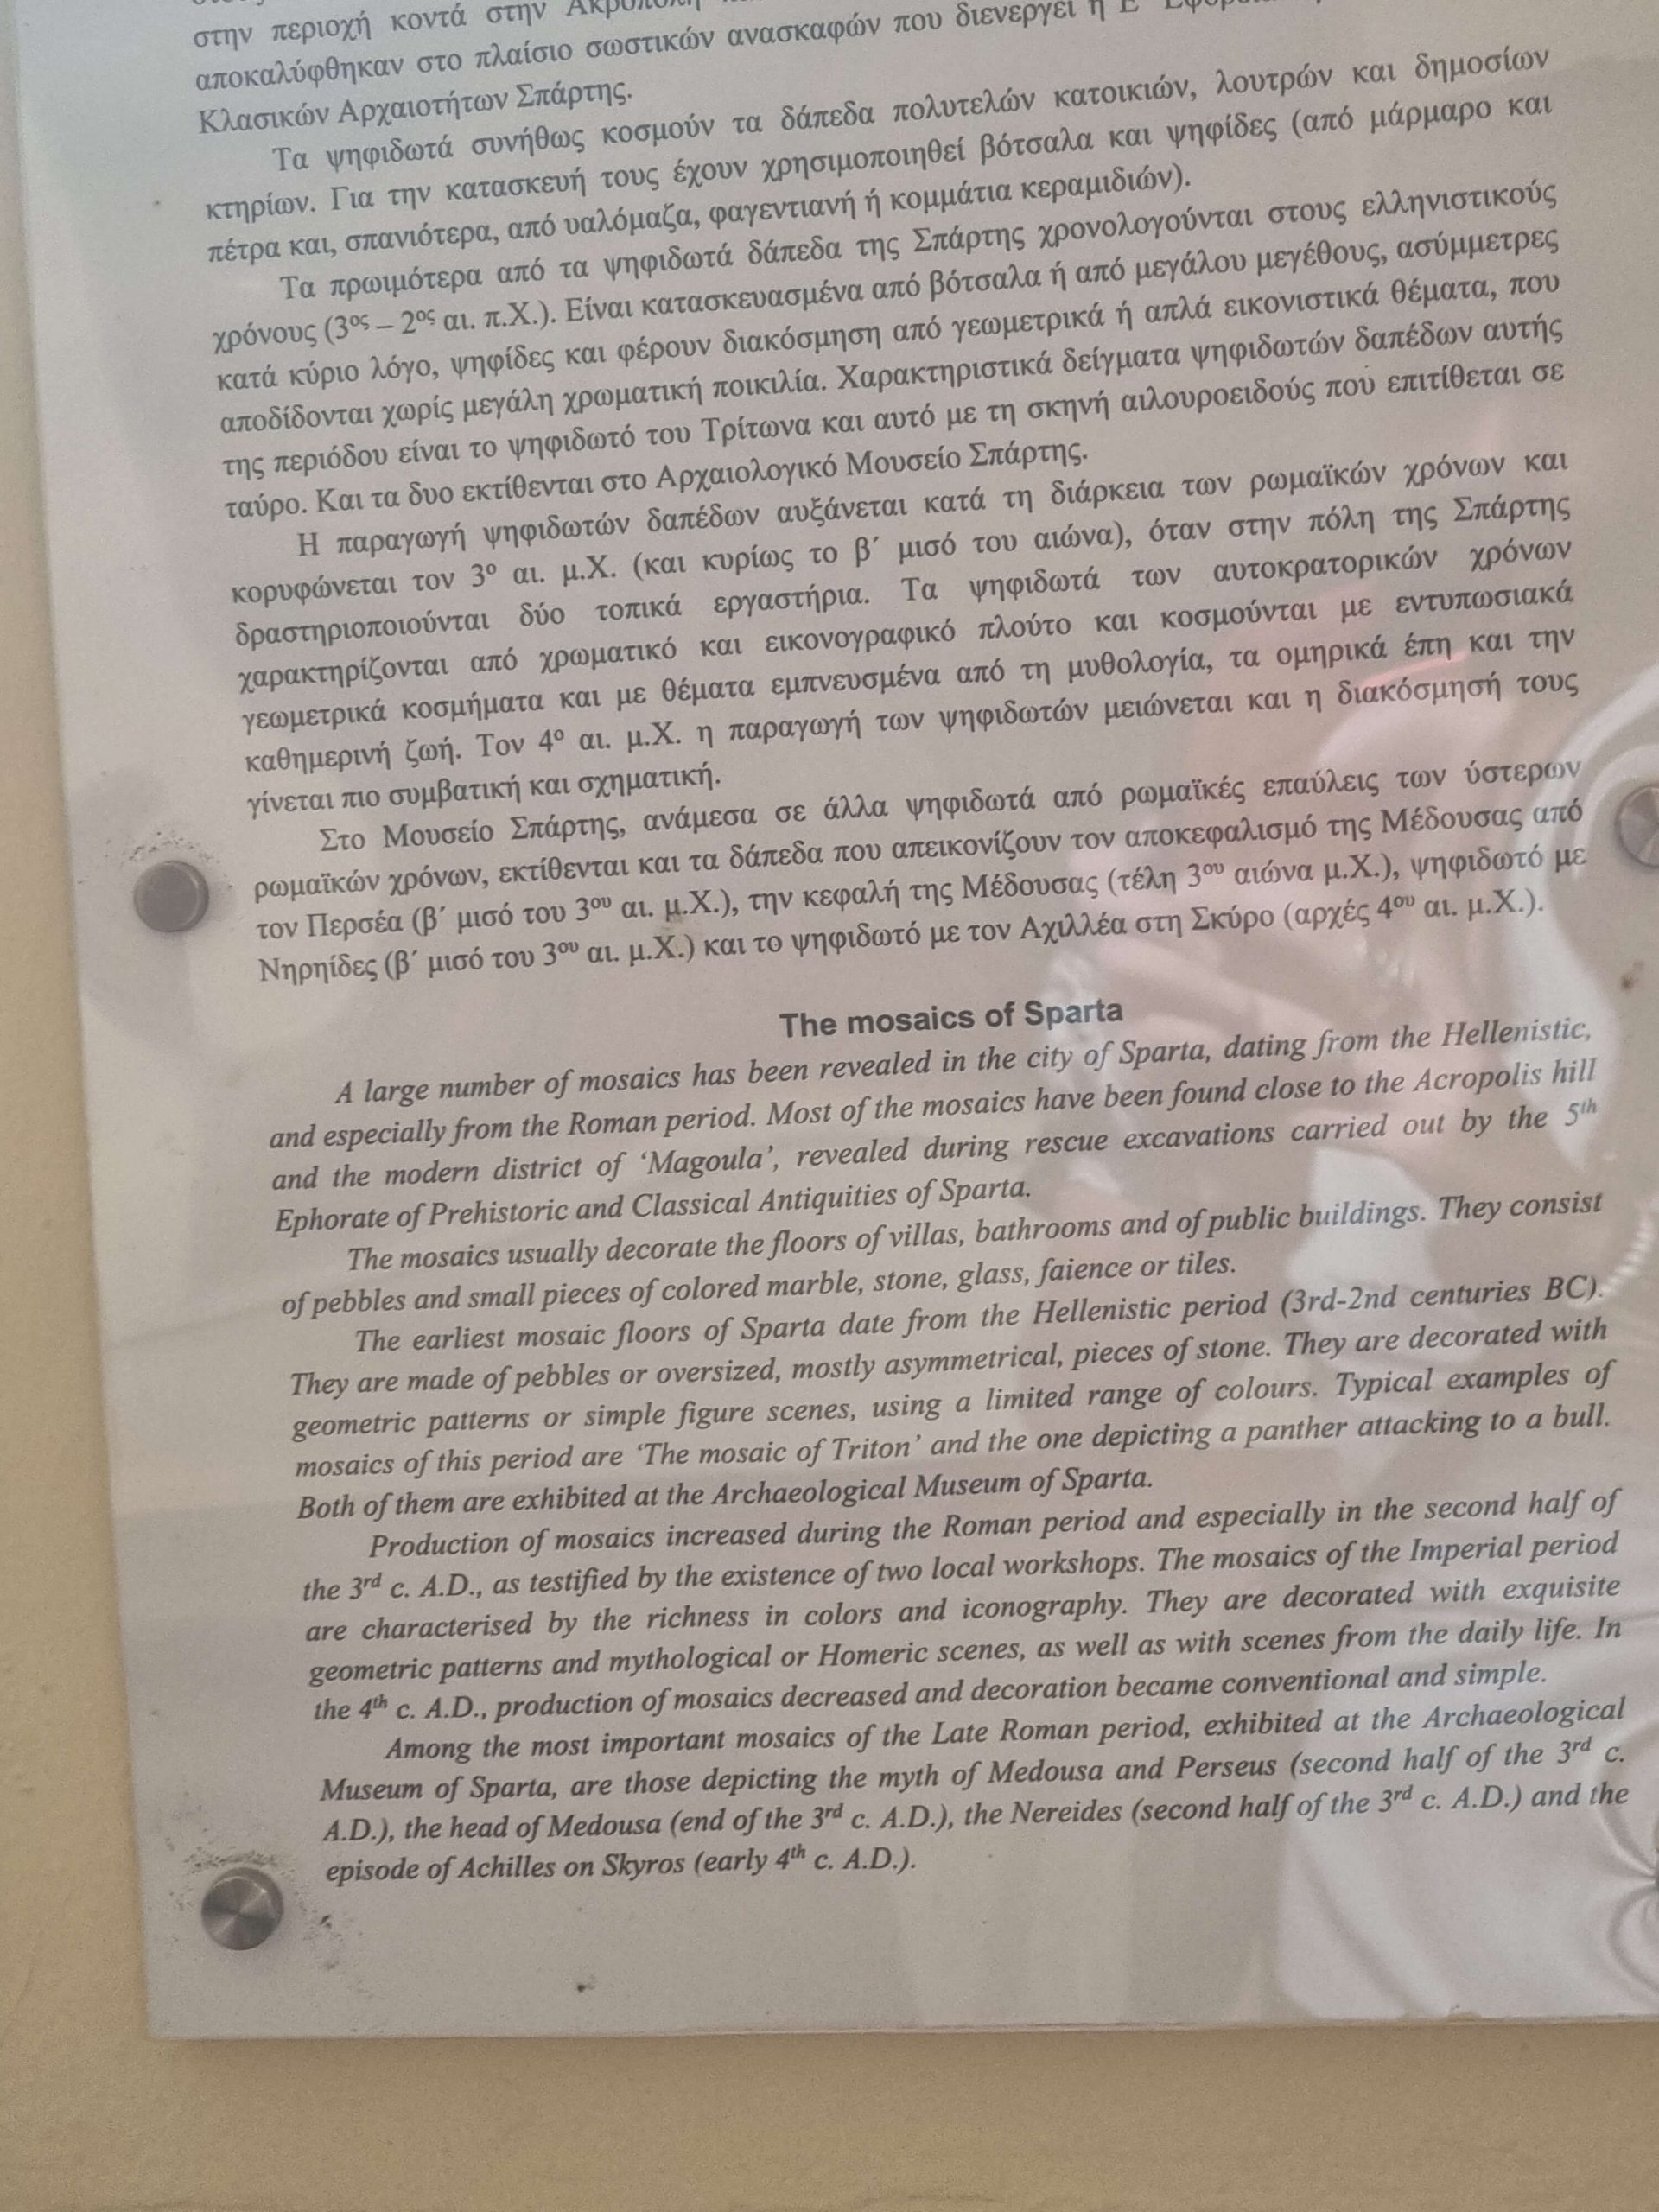 στην περιοχή κοντά στην
αποκαλύφθηκαν στο πλαίσιο σωστικών ανασκαφών που διενεργεί η Ε΄
Κλασικών Αρχαιοτήτων Σπάρτης.
Τα ψηφιδωτά συνήθως κοσμούν τα δάπεδα πολυτελών κατοικιών, λουτρών και δημοσίων
κτηρίων. Για την κατασκευή τους έχουν χρησιμοποιηθεί βότσαλα και ψηφίδες (από μάρμαρο και
πέτρα και, σπανιότερα, από υαλόμαζα, φαγεντιανή ή κομμάτια κεραμιδιών).
Τα πρωιμότερα από τα ψηφιδωτά δάπεδα της Σπάρτης χρονολογούνται στους ελληνιστικούς
χρόνους (3ος – 2ος αι. π.Χ.). Είναι κατασκευασμένα από βότσαλα ή από μεγάλου μεγέθους, ασύμμετρες
κατά κύριο λόγο, ψηφίδες και φέρουν διακόσμηση από γεωμετρικά ή απλά εικονιστικά θέματα, που
αποδίδονται χωρίς μεγάλη χρωματική ποικιλία. Χαρακτηριστικά δείγματα ψηφιδωτών δαπέδων αυτής
της περιόδου είναι το ψηφιδωτό του Τρίτωνα και αυτό με τη σκηνή αιλουροειδούς που επιτίθεται σε
ταύρο. Και τα δυο εκτίθενται στο Αρχαιολογικό Μουσείο Σπάρτης.
Η παραγωγή ψηφιδωτών δαπέδων αυξάνεται κατά τη διάρκεια των ρωμαϊκών χρόνων και
κορυφώνεται τον 3ο αι. μ.Χ. (και κυρίως το β΄ μισό του αιώνα), όταν στην πόλη της Σπάρτης
δραστηριοποιούνται δύο τοπικά εργαστήρια. Τα ψηφιδωτά των αυτοκρατορικών χρόνων
χαρακτηρίζονται από χρωματικό και εικονογραφικό πλούτο και κοσμούνται με εντυπωσιακά
γεωμετρικά κοσμήματα και με θέματα εμπνευσμένα από τη μυθολογία, τα ομηρικά έπη και την
καθημερινή ζωή. Τον 4ο αι. μ.Χ. η παραγωγή των ψηφιδωτών μειώνεται και η διακόσμησή τους
γίνεται πιο συμβατική και σχηματική.
Στο Μουσείο Σπάρτης, ανάμεσα σε άλλα ψηφιδωτά από ρωμαϊκές επαύλεις των ύστερων
ρωμαϊκών χρόνων, εκτίθενται και τα δάπεδα που απεικονίζουν τον αποκεφαλισμό της Μέδουσας από
τον Περσέα (β΄ μισό του 3ου αι. μ.Χ.), την κεφαλή της Μέδουσας (τέλη 3ου αιώνα μ.Χ.), ψηφιδωτό με
Νηρηίδες (β΄ μισό του 3ου αι. μ.Χ.) και το ψηφιδωτό με τον Αχιλλέα στη Σκύρο (αρχές 4ου αι. μ.Χ.).
The mosaics of Sparta
A large number of mosaics has been revealed in the city of Sparta, dating from the Hellenistic,
and especially from the Roman period. Most of the mosaics have been found close to the Acropolis hill
and the modern district of ‘Magoula’, revealed during rescue excavations carried out by the 5th
Ephorate of Prehistoric and Classical Antiquities of Sparta.
The mosaics usually decorate the floors of villas, bathrooms and of public buildings. They consist
of pebbles and small pieces of colored marble, stone, glass, faience or tiles.
The earliest mosaic floors of Sparta date from the Hellenistic period (3rd-2nd centuries BC).
They are made of pebbles or oversized, mostly asymmetrical, pieces of stone. They are decorated with
geometric patterns or simple figure scenes, using a limited range of colours. Typical examples of
mosaics of this period are ‘The mosaic of Triton’ and the one depicting a panther attacking to a bull.
Both of them are exhibited at the Archaeological Museum of Sparta.
Production of mosaics increased during the Roman period and especially in the second half of
the 3rd c. A.D., as testified by the existence of two local workshops. The mosaics of the Imperial period
are characterised by the richness in colors and iconography. They are decorated with exquisite
geometric patterns and mythological or Homeric scenes, as well as with scenes from the daily life. In
the 4th c. A.D., production of mosaics decreased and decoration became conventional and simple.
Among the most important mosaics of the Late Roman period, exhibited at the Archaeological
Museum of Sparta, are those depicting the myth of Medousa and Perseus (second half of the 3rd c.
A.D.), the head of Medousa (end of the 3rd c. A.D.), the Nereides (second half of the 3rd c. A.D.) and the
episode of Achilles on Skyros (early 4th c. A.D.).